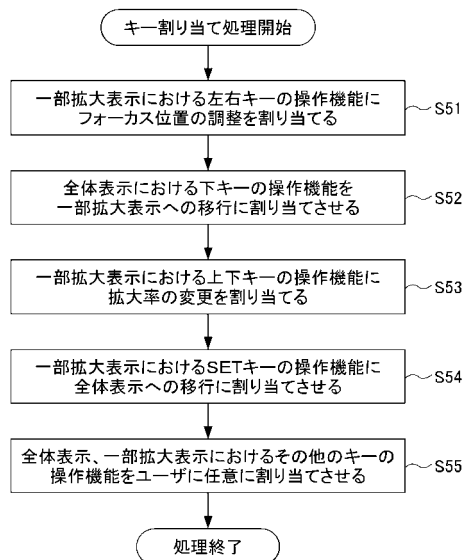 キー割り当て処理開始
一部拡大表示における左右キーの操作機能に
フォーカス位置の調整を割り当てる
S51
全体表示における下キーの操作機能を
一部拡大表示への移行に割り当てさせる
S52
一部拡大表示における上下キーの操作機能に
拡大率の変更を割り当てる
S53
一部拡大表示におけるSETキーの操作機能に
全体表示への移行に割り当てさせる
S54
全体表示、一部拡大表示におけるその他のキーの
操作機能をユーザに任意に割り当てさせる
S55
処理終了